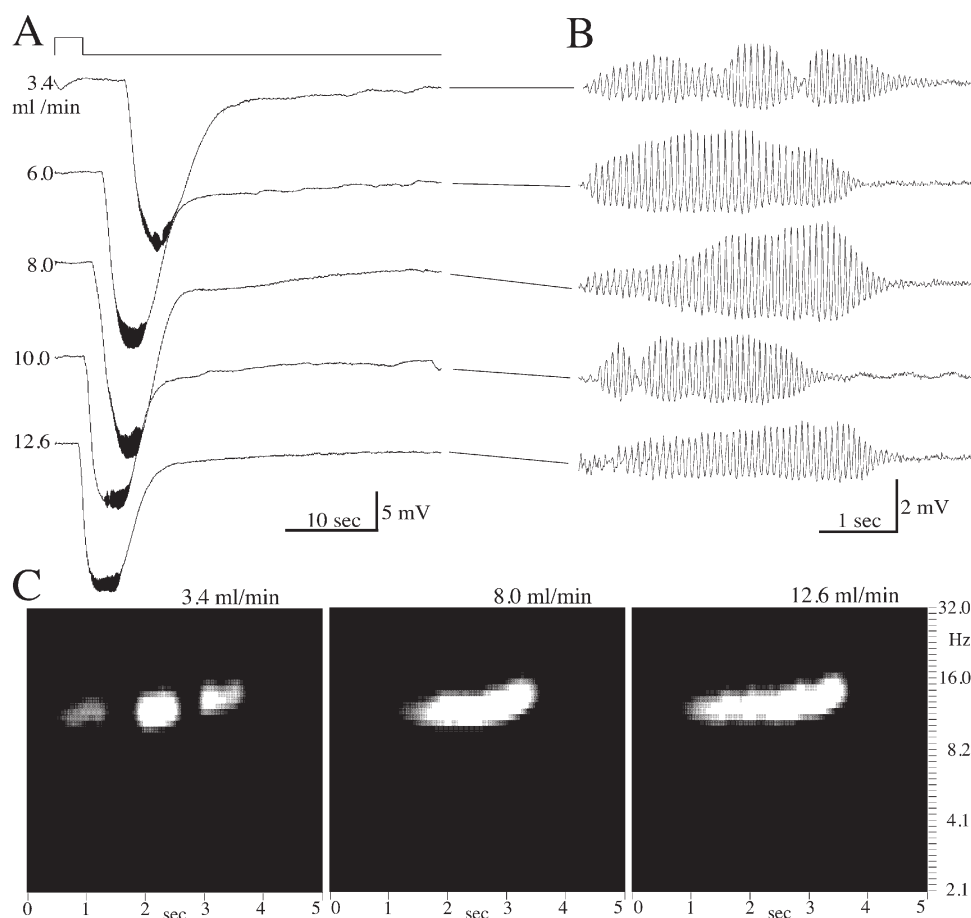 A
B
3.4
ml /min
6.0
8.0
10.0
12.6
10 sec
5 mV
1 sec
2 mV
C
3.4 ml/min
8.0 ml/min
12.6 ml/min
32.0
Hz
16.0
8.2
4.1
2.1
0 1 2 3 4 5
sec
0 1 2 3 4 5
sec
0 1 2 3 4 5
sec